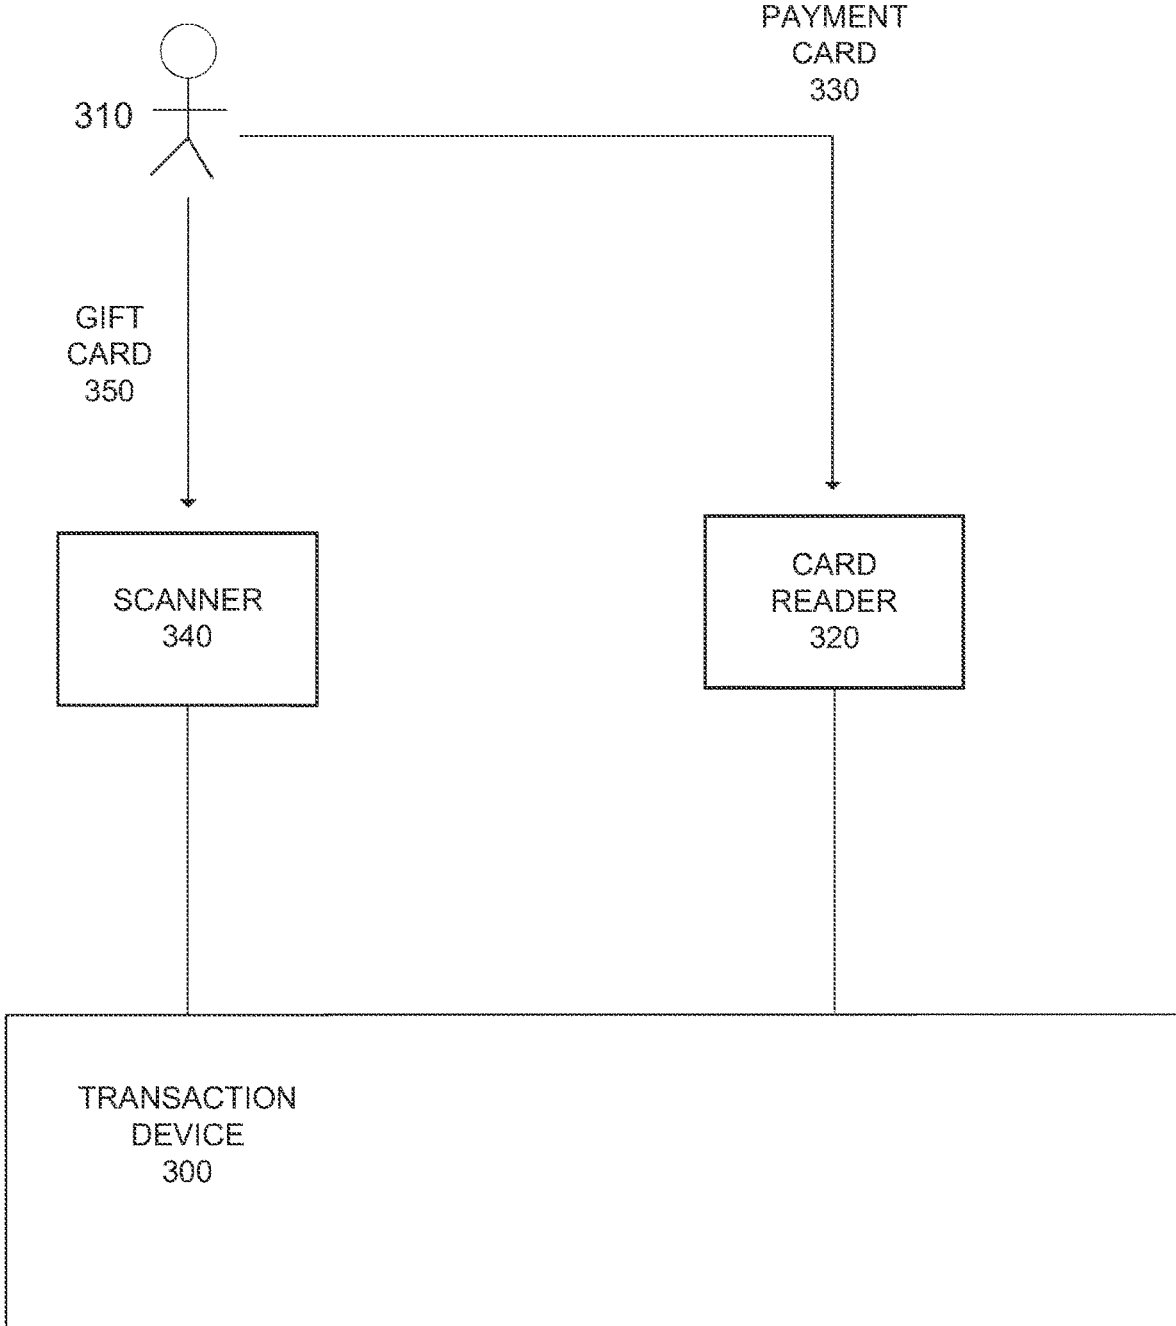 PAYMENT
CARD
330
310
GIFT
CARD
350
SCANNER
340
CARD
READER
320
TRANSACTION
DEVICE
300